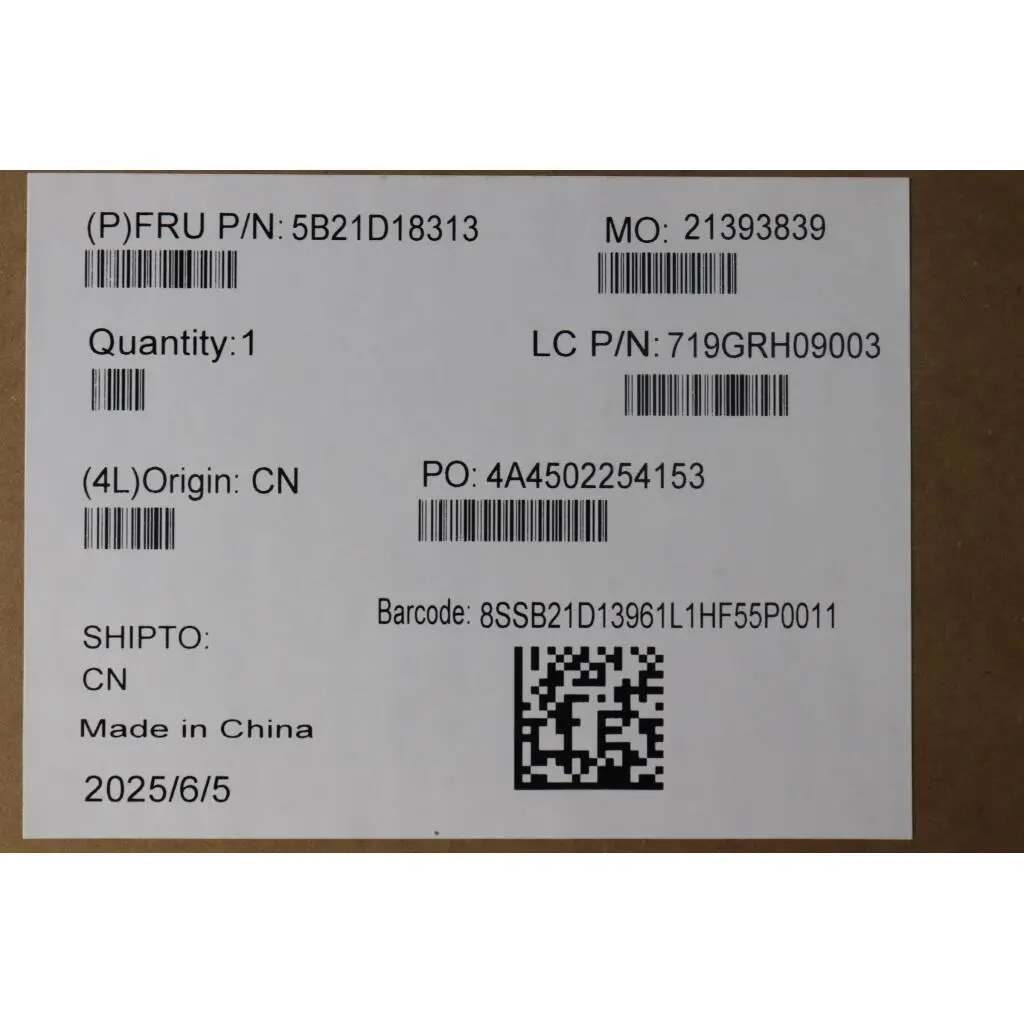 (P)FRU P/N: 5B21D18313
MO: 21393839
Quantity:1
LC P/N: 719GRH09003
(4L)Origin: CN
PO: 4A4502254153
Barcode: 8SSB21D13961L1HF55P0011
SHIPTO:
CN
Made in China
2025/6/5